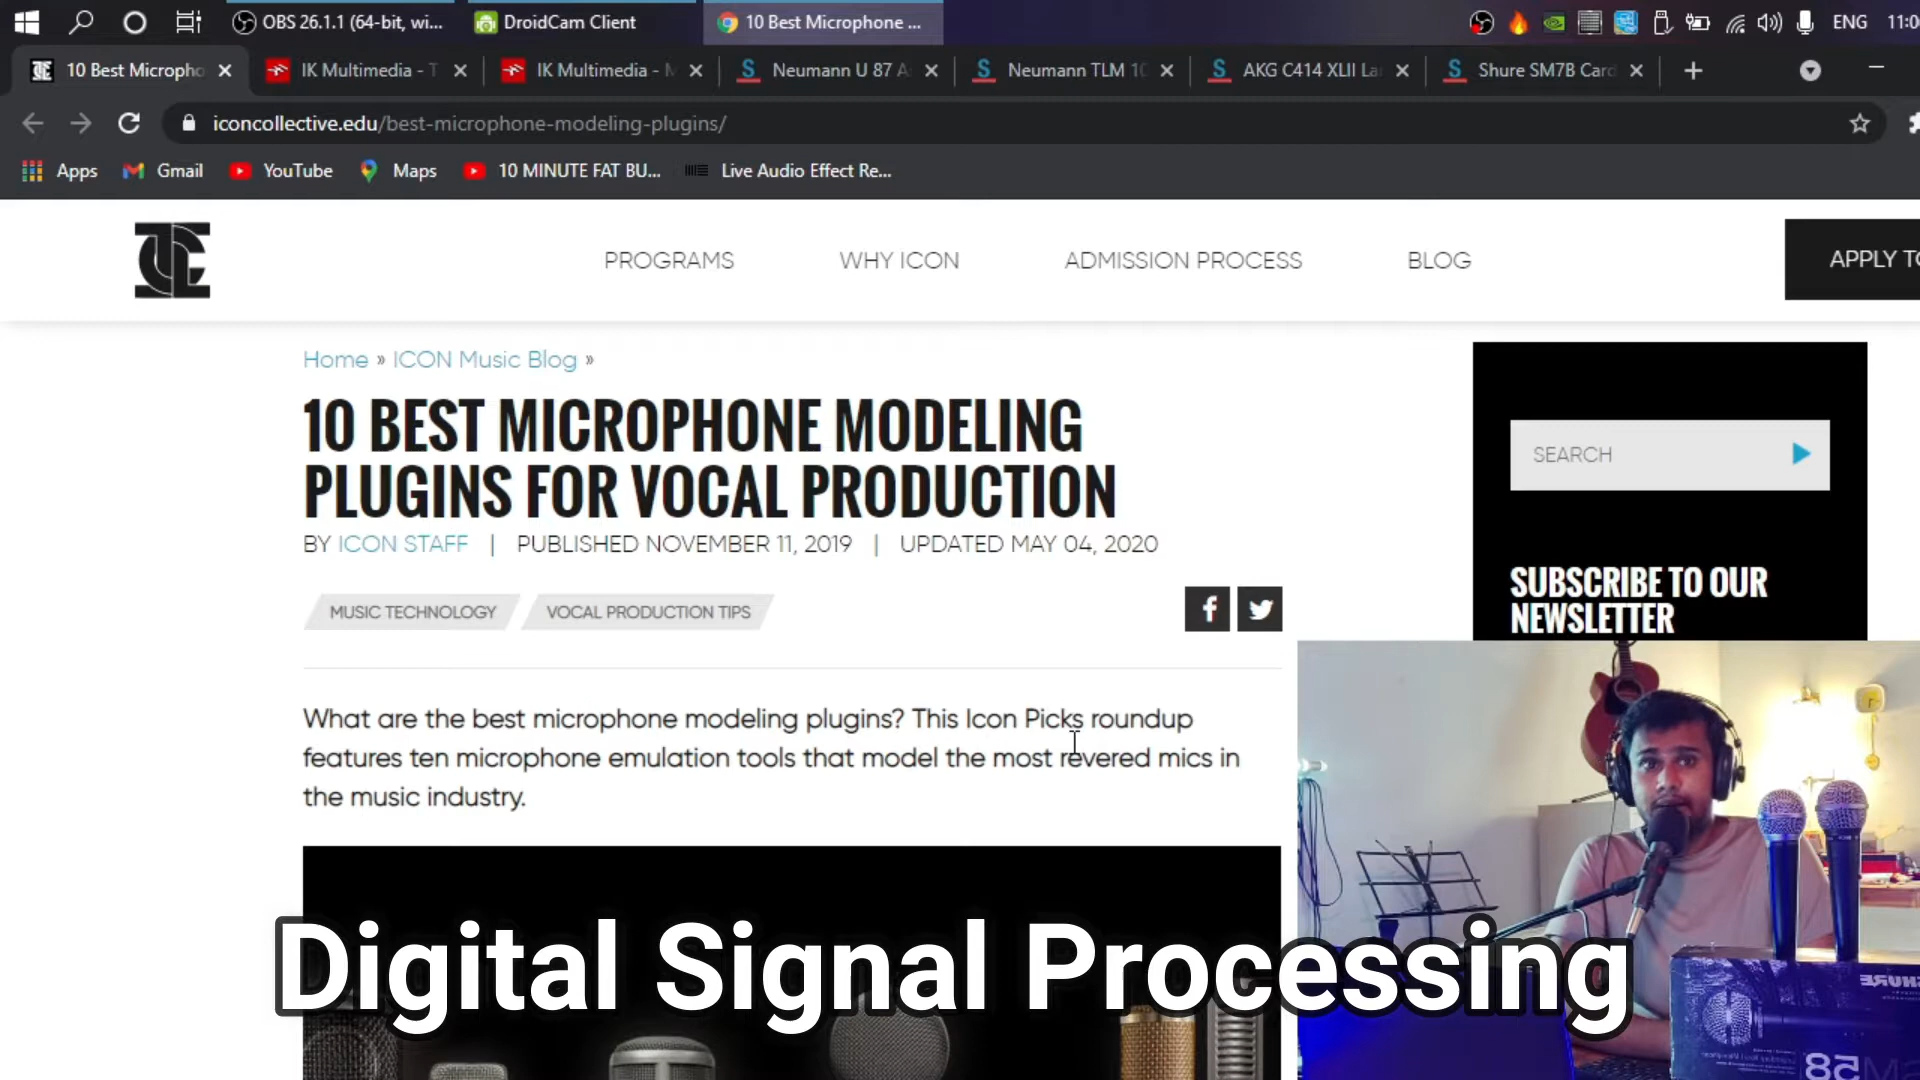 OBS 26.1.1 (64-bit, wi...
DroidCam Client
10 Best Microphone ...
ENG
11:0
10 Best Micropho
IK Multimedia - T
IK Multimedia - M
Neumann U 87 A
Neumann TLM 10
AKG C414 XLII La
Shure SM7B Card
iconcollective.edu/best-microphone-modeling-plugins/
Apps
Gmail
YouTube
Maps
10 MINUTE FAT BU...
Live Audio Effect Re...
PROGRAMS
WHY ICON
ADMISSION PROCESS
BLOG
APPLY TO
Home » ICON Music Blog »
10 BEST MICROPHONE MODELING
PLUGINS FOR VOCAL PRODUCTION
BY ICON STAFF | PUBLISHED NOVEMBER 11, 2019 | UPDATED MAY 04, 2020
MUSIC TECHNOLOGY
VOCAL PRODUCTION TIPS
SEARCH
SUBSCRIBE TO OUR
NEWSLETTER
What are the best microphone modeling plugins? This Icon Picks roundup
features ten microphone emulation tools that model the most revered mics in
the music industry.
Digital Signal Processing
SHURE
58